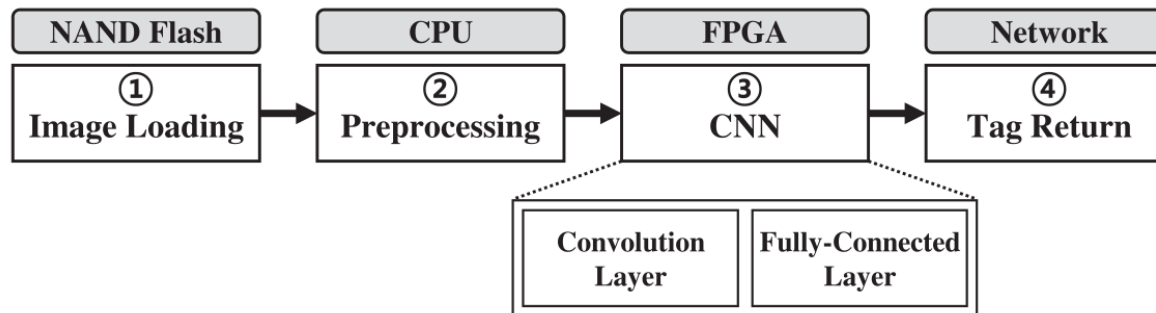 NAND Flash
CPU
FPGA
Network
①
Image Loading
②
Preprocessing
③
CNN
④
Tag Return
Convolution
Layer
Fully-Connected
Layer